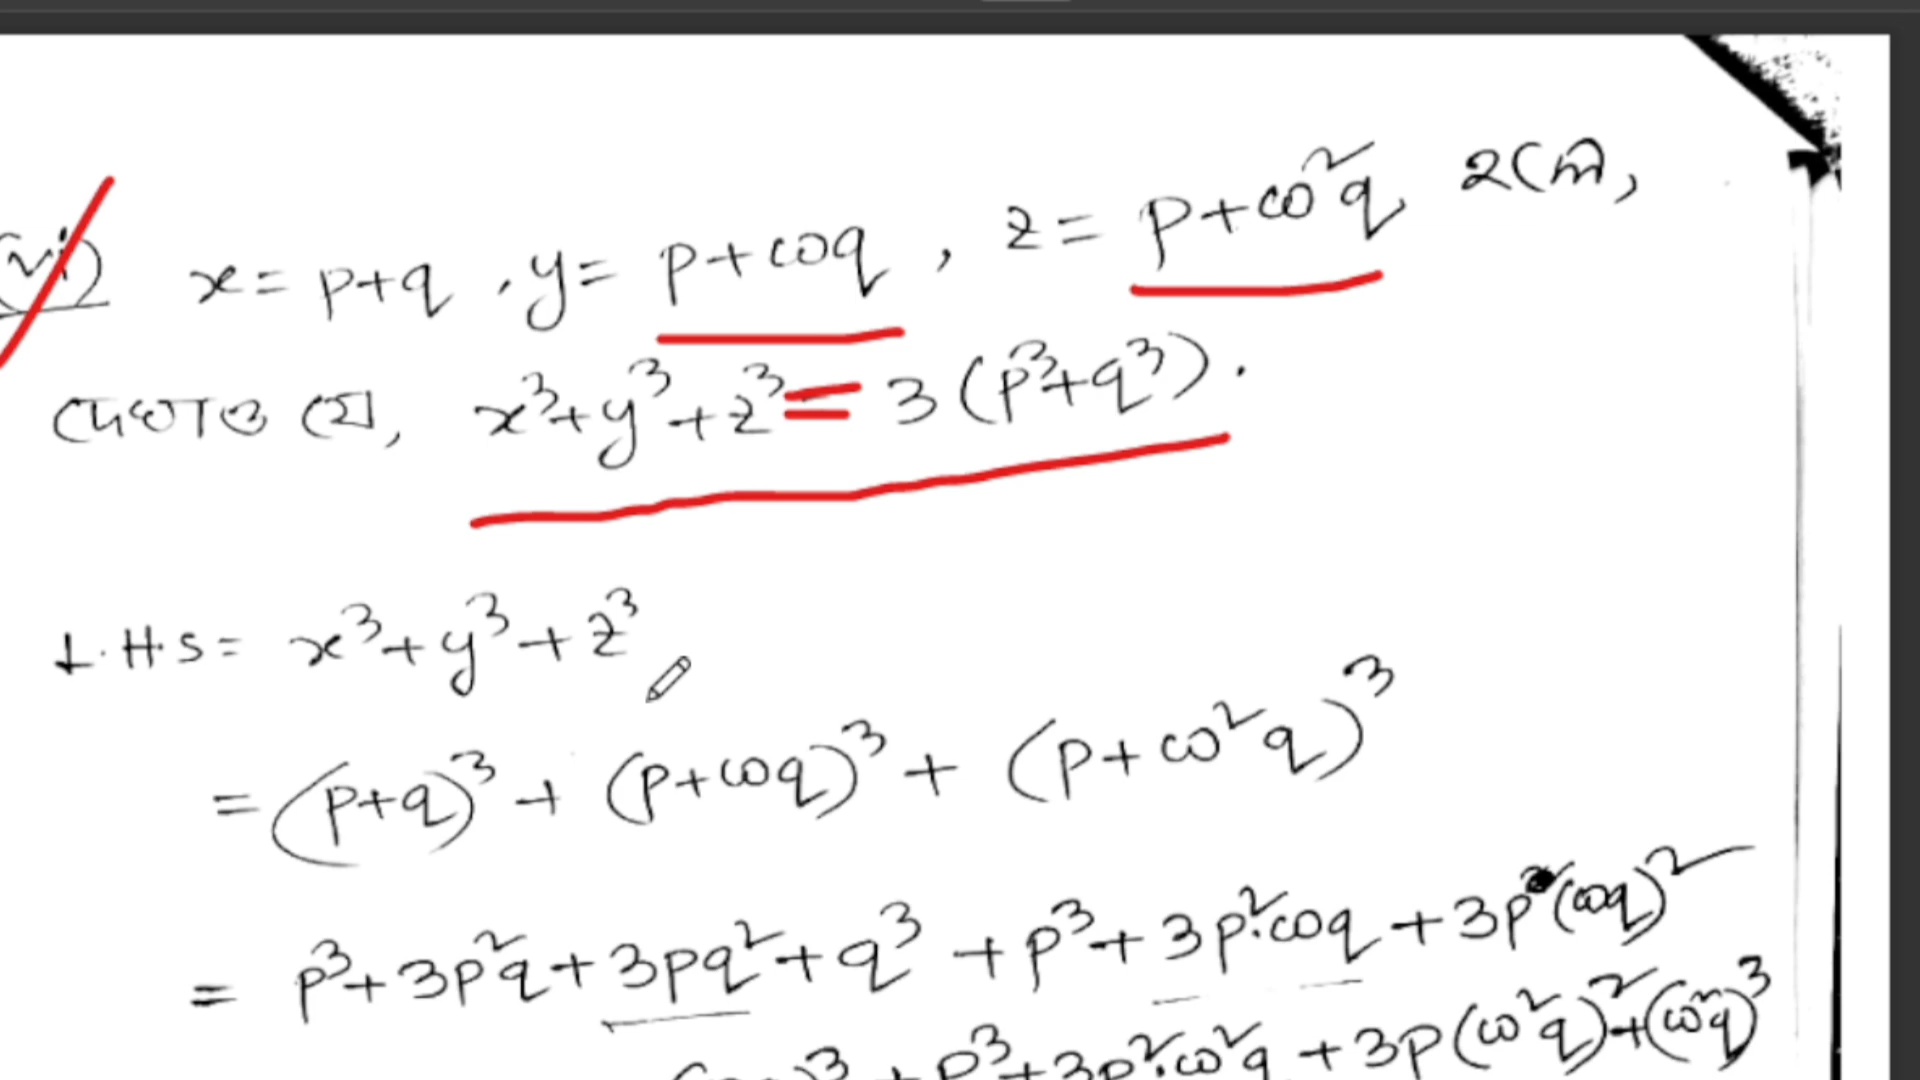 (vi) x = p+q, y = p+ωq, z = p+ω²q হলে,
দেখাও যে, x³+y³+z³ = 3(p³+q³).
L.H.S = x³+y³+z³
= (p+q)³ + (p+ωq)³ + (p+ω²q)³
= p³+3p²q+3pq²+q³ + p³+3p².ωq+3p(ωq)²
+ p³+3p².ω²q +3p(ω²q)²+(ω²q)³